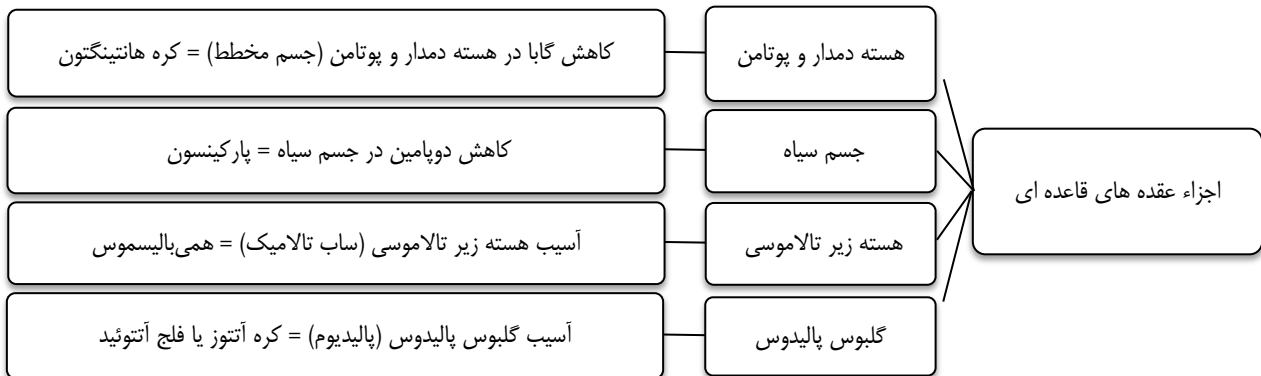 اجزاء عقده های قاعده ای
هسته دمدار و پوتامن
کاهش گابا در هسته دمدار و پوتامن (جسم مخطط) = کره هانتینگتون
جسم سیاه
کاهش دوپامین در جسم سیاه = پارکینسون
هسته زیر تالاموسی
آسیب هسته زیر تالاموسی (ساب تالامیک) = همی‌بالیسموس
گلبوس پالیدوس
آسیب گلبوس پالیدوس (پالیدیوم) = کره آتتوز یا فلج آتتوئید